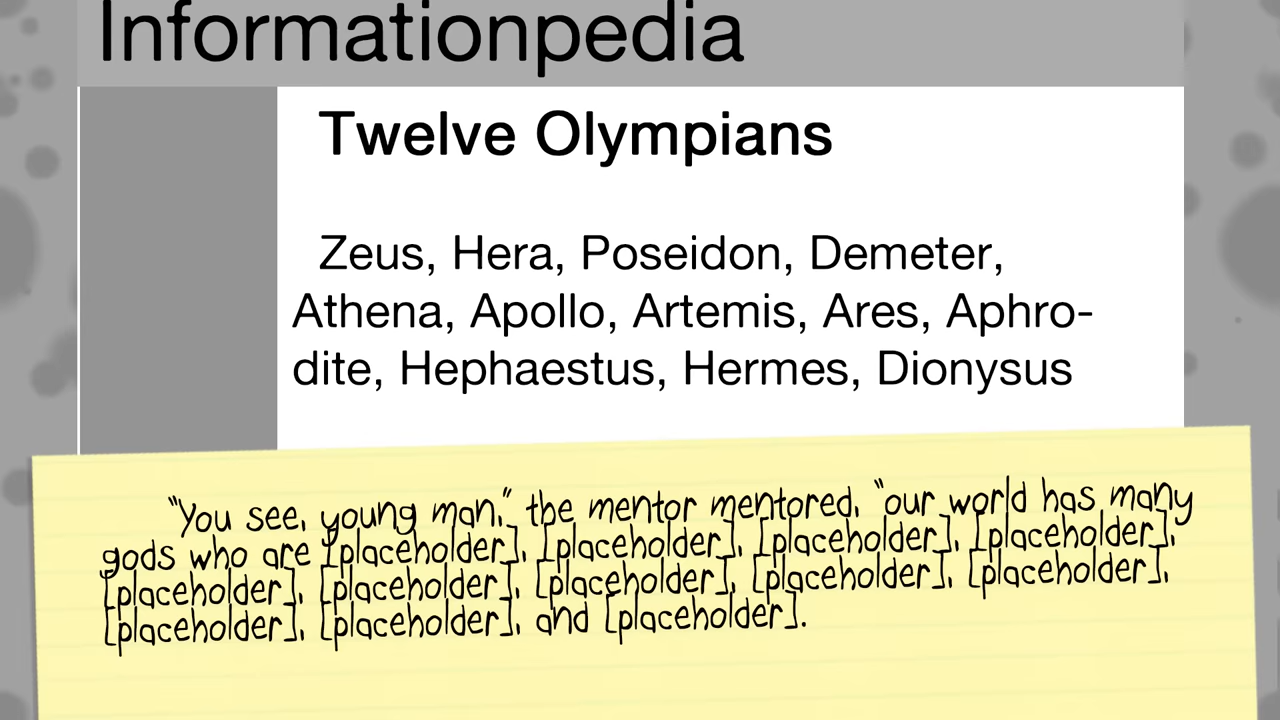 Informationpedia
Twelve Olympians
Zeus, Hera, Poseidon, Demeter,
Athena, Apollo, Artemis, Ares, Aphro-
dite, Hephaestus, Hermes, Dionysus
"You see, young man," the mentor mentored, "our world has many
gods who are [placeholder], [placeholder], [placeholder], [placeholder],
[placeholder], [placeholder], [placeholder], [placeholder], [placeholder],
[placeholder], [placeholder], and [placeholder].